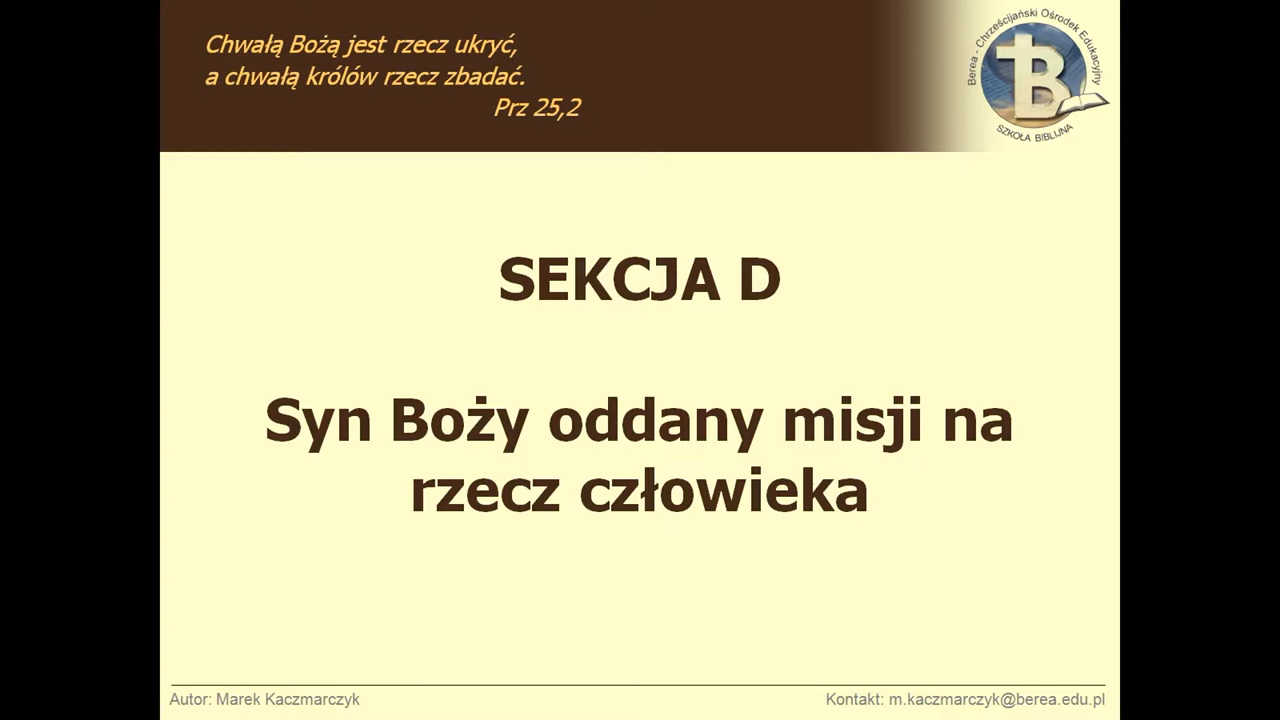 Chwałą Bożą jest rzecz ukryć,
a chwałą królów rzecz zbadać.
Prz 25,2
Berea - Chrześcijański Ośrodek Edukacyjny
B
SZKOŁA BIBLIJNA
SEKCJA D
Syn Boży oddany misji na
rzecz człowieka
Autor: Marek Kaczmarczyk
Kontakt: m.kaczmarczyk@berea.edu.pl